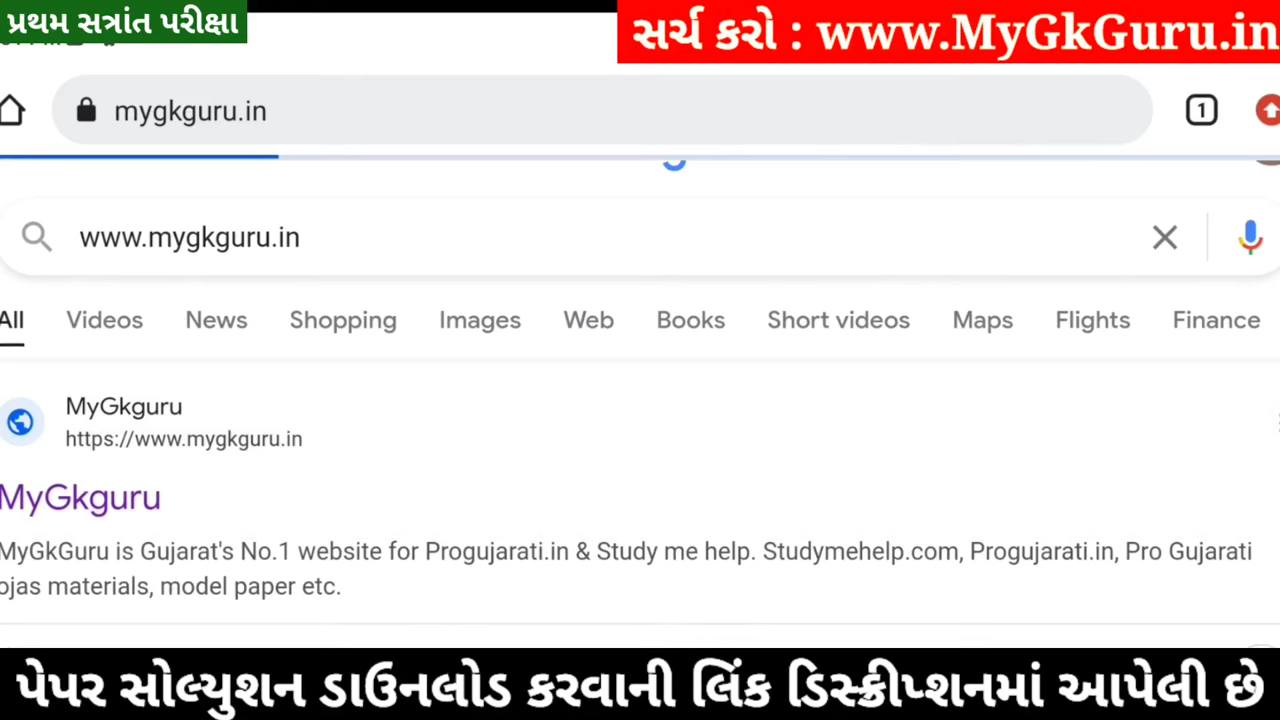 પ્રથમ સત્રાંત પરીક્ષા
સર્ચ કરો : www.MyGkGuru.in
mygkguru.in
1
www.mygkguru.in
All Videos News Shopping Images Web Books Short videos Maps Flights Finance
MyGkguru
https://www.mygkguru.in
MyGkguru
MyGkGuru is Gujarat's No.1 website for Progujarati.in & Study me help. Studymehelp.com, Progujarati.in, Pro Gujarati
ojas materials, model paper etc.
પેપર સોલ્યુશન ડાઉનલોડ કરવાની લિંક ડિસ્ક્રીપ્શનમાં આપેલી છે